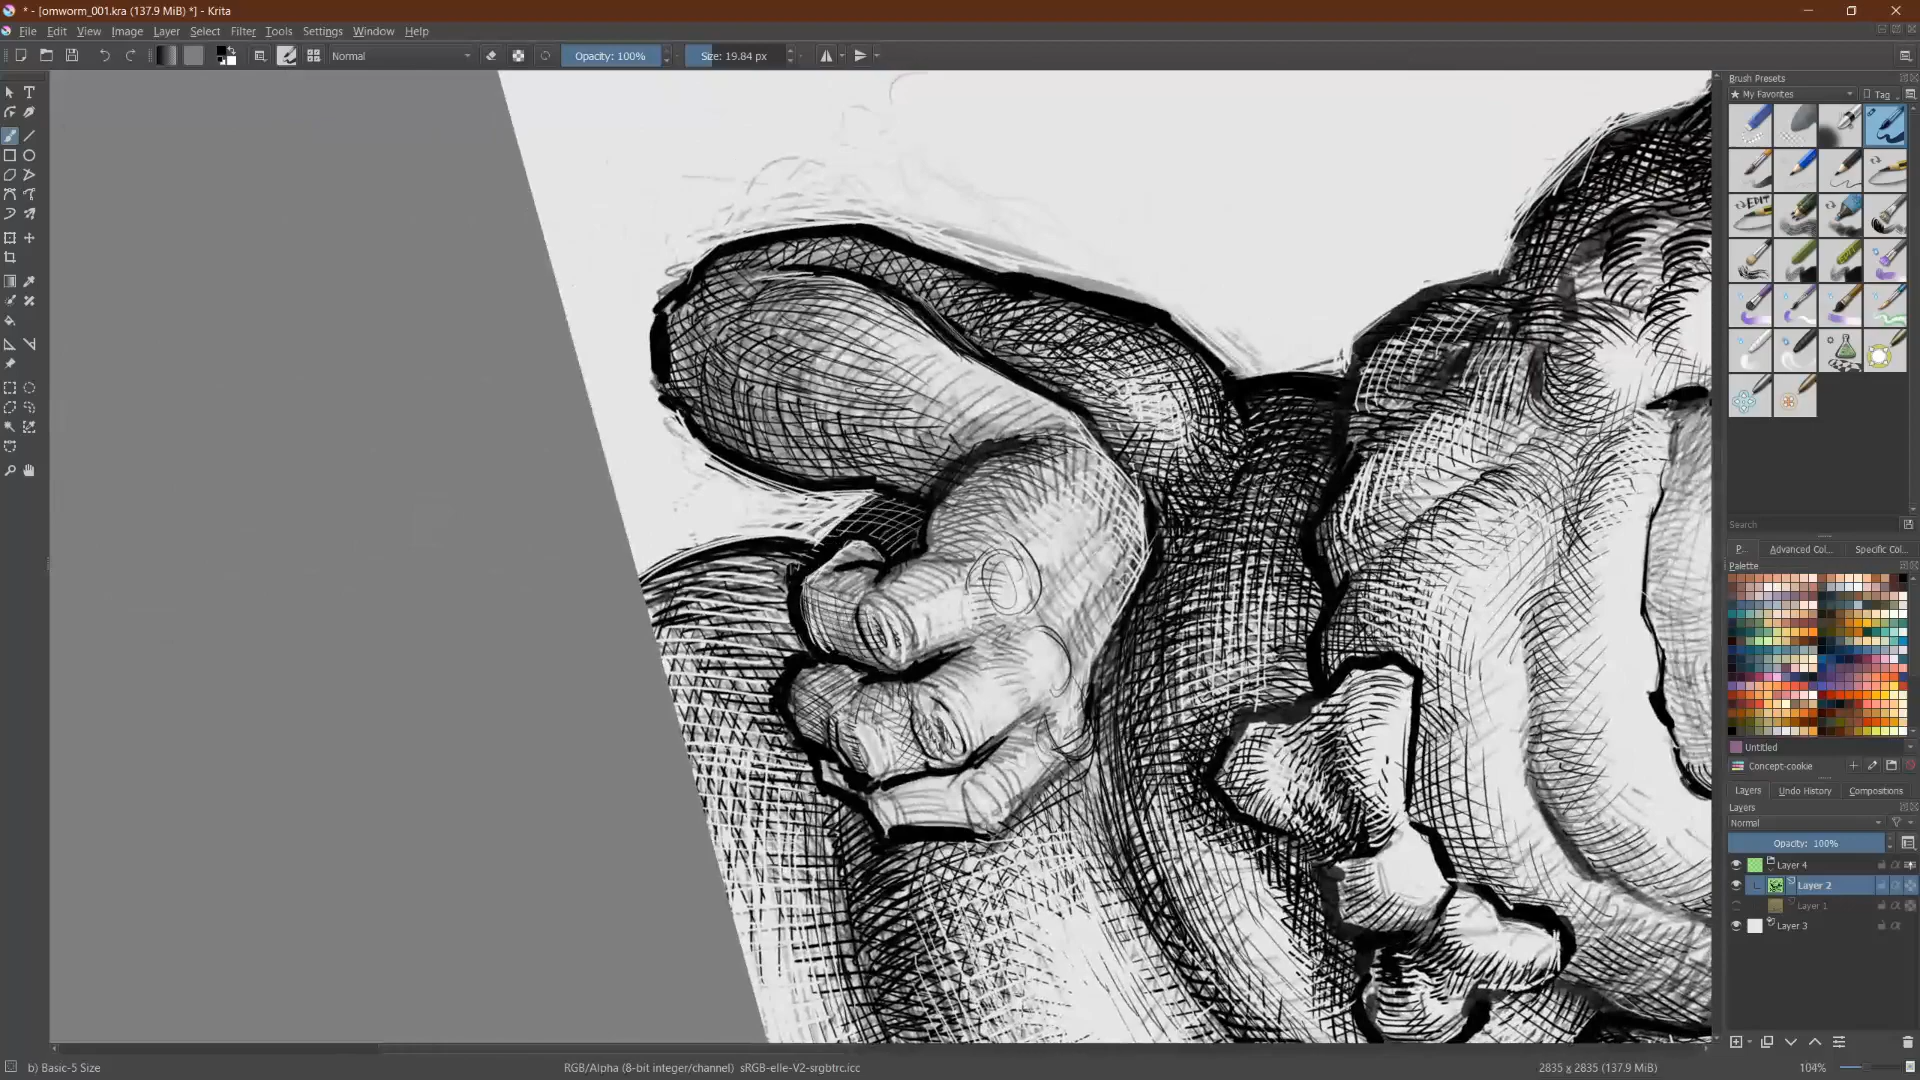 * - [omworm_001.kra (137.9 MiB) *] - Krita
File Edit View Image Layer Select Filter Tools Settings Window Help
Normal
Opacity: 100%
Size: 19.84 px
Brush Presets
My Favorites
Tag
EDIT
Search
P...
Advanced Col...
Specific Col...
Palette
Untitled
Concept-cookie
Layers
Undo History
Compositions
Layers
Normal
Opacity: 100%
Layer 4
Layer 2
Layer 1
Layer 3
b) Basic-5 Size
RGB/Alpha (8-bit integer/channel) sRGB-elle-V2-srgbtrc.icc
2835 x 2835 (137.9 MiB)
104%